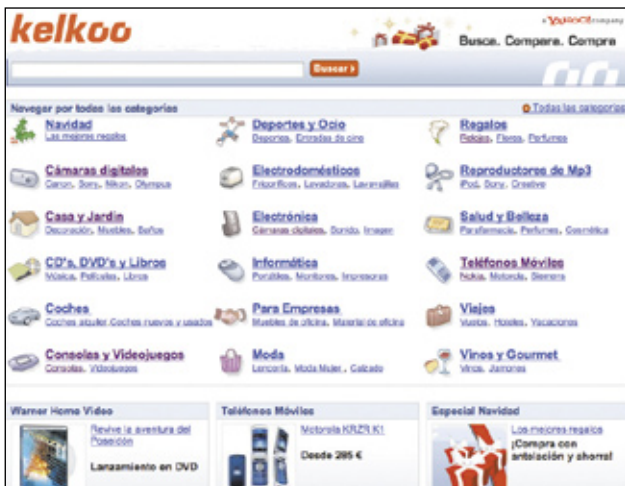 kelkoo
a YAHOO! company
Busca. Compara. Compra
Buscar
Navegar por todas las categorías
Todas las categorías
Navidad
Los mejores regalos
Deportes y Ocio
Deportes, Entradas de cine
Regalos
Relojes, Flores, Perfumes
Cámaras digitales
Canon, Sony, Nikon, Olympus
Electrodomésticos
Frigoríficos, Lavadoras, Lavavajillas
Reproductores de Mp3
iPod, Sony, Creative
Casa y Jardín
Decoración, Muebles, Baños
Electrónica
Cámaras digitales, Sonido, Imagen
Salud y Belleza
Parafarmacia, Perfumes, Cosmética
CD's, DVD's y Libros
Música, Películas, Libros
Informática
Portátiles, Monitores, Impresoras
Teléfonos Móviles
Nokia, Motorola, Siemens
Coches
Coches alquiler, Coches nuevos y usados
Para Empresas
Muebles de oficina, Material de oficina
Viajes
Vuelos, Hoteles, Vacaciones
Consolas y Videojuegos
Consolas, Videojuegos
Moda
Lencería, Moda Mujer, Calzado
Vinos y Gourmet
Vinos, Jamones
Warner Home Video
Revive la aventura del
Poseidón
Lanzamiento en DVD
Teléfonos Móviles
Motorola KRZR K1
Desde 285 €
Especial Navidad
Los mejores regalos
¡Compra con
antelación y ahorra!